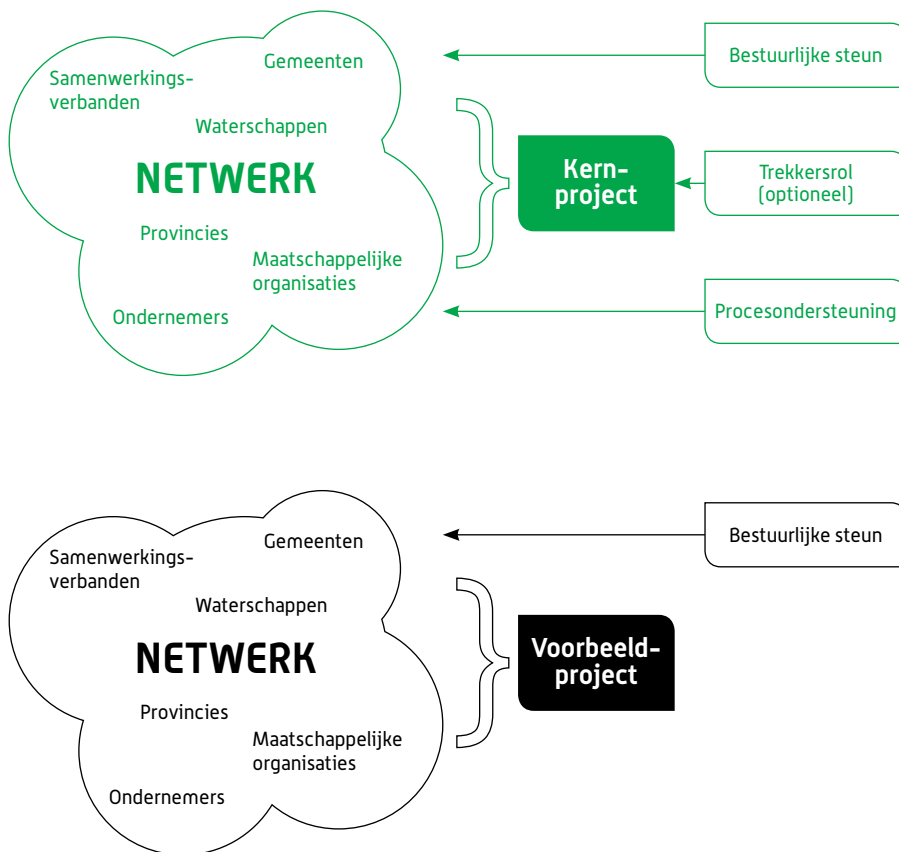 Gemeenten
Bestuurlijke steun
Samenwerkings-
verbanden
Waterschappen
NETWERK
Kern-
project
Trekkersrol
(optioneel)
Provincies
Maatschappelijke
organisaties
Ondernemers
Procesondersteuning
Gemeenten
Bestuurlijke steun
Samenwerkings-
verbanden
Waterschappen
NETWERK
Voorbeeld-
project
Provincies
Maatschappelijke
organisaties
Ondernemers